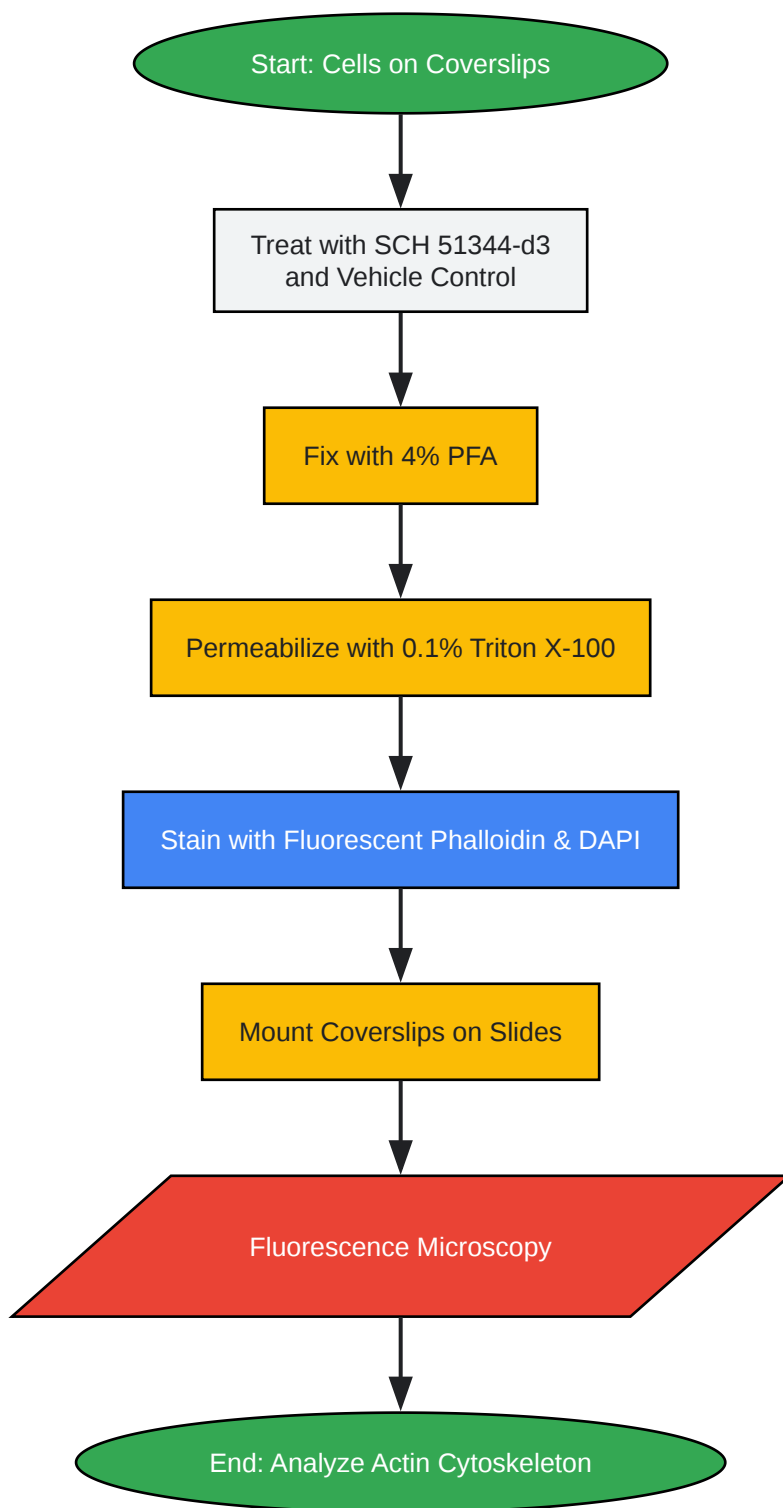 Start: Cells on Coverslips
Treat with SCH 51344-d3
and Vehicle Control
Fix with 4% PFA
Permeabilize with 0.1% Triton X-100
Stain with Fluorescent Phalloidin & DAPI
Mount Coverslips on Slides
Fluorescence Microscopy
End: Analyze Actin Cytoskeleton